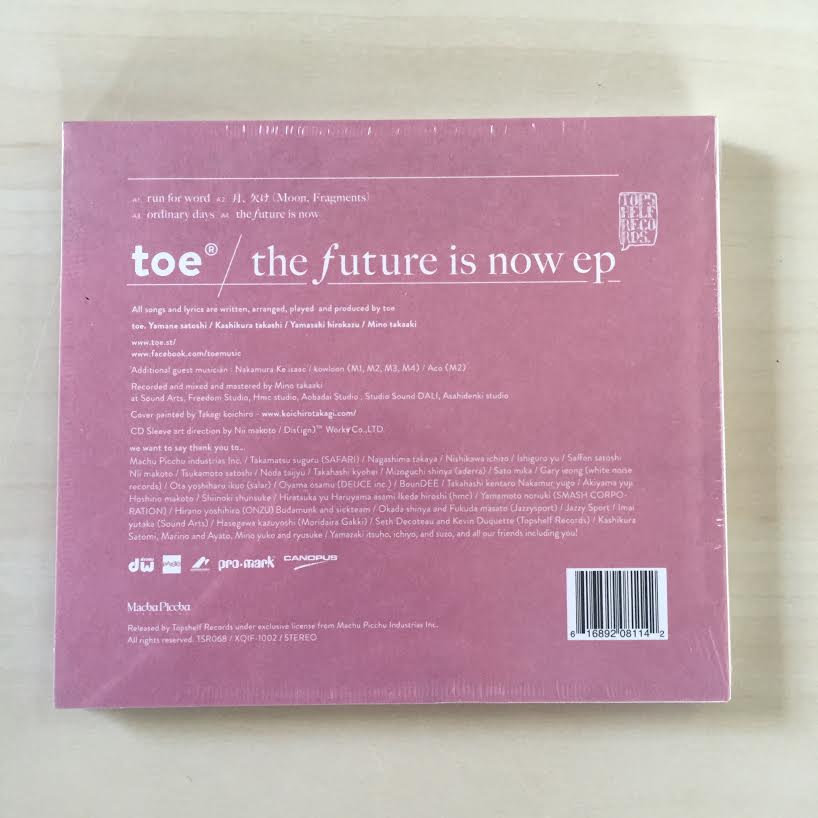 A1. run for word A2. 月、欠け (Moon, Fragments)
A3. ordinary days A4. the future is now
TOPS
HELF
RECO
RDS.
toe® / the future is now ep
All songs and lyrics are written, arranged, played and produced by toe
toe. Yamane satoshi / Kashikura takashi / Yamasaki hirokazu / Mino takaaki
www.toe.st/
www.facebook.com/toemusic
Additional guest musician : Nakamura Ke isaac / kowloon (M1, M2, M3, M4) / Aco (M2)
Recorded and mixed and mastered by Mino takaaki
at Sound Arts, Freedom Studio, Hmc studio, Aobadai Studio . Studio Sound DALI, Asahidenki studio
Cover painted by Takagi koichiro - www.koichirotakagi.com/
CD Sleeve art direction by Nii makoto / Dis(ign)™ Works Co.,LTD.
we want to say thank you to...
Machu Picchu industrias Inc. / Takamatsu suguru (SAFARI) / Nagashima takaya / Nishikawa ichizo / Ishiguro yu / Saffon satoshi
Nii makoto / Tsukamoto satoshi / Noda taijyu / Takahashi kyohei / Mizoguchi shinya (aderra) / Sato mika / Gary ieong (white noise
records) / Ota yoshiharo ikuo (salar) / Oyama osamu (DEUCE inc.) / BounDEE / Takahashi kentaro Nakamur yugo / Akiyama yuji
Hoshino makoto / Shiinoki shunsuke / Hiratsuka yu Haruyama asami Ikeda hiroshi (hmc) / Yamamoto noriuki (SMASH CORPO-
RATION) / Hirano yoshihiro (ONZU) Budamunk and sickteam / Okada shinya and Fukuda masato (Jazzysport) / Jazzy Sport / Imai
yutaka (Sound Arts) / Hasegawa kazuyoshi (Moridaira Gakki) / Seth Decoteau and Kevin Duquette (Topshelf Records) / Kashikura
Satomi, Marino and Ayato, Mino yuko and ryusuke / Yamazaki itsuho, ichiyo, and suzo, and all our friends including you!
dw paiste pro·mark CANOPUS
Machu Picchu
Released by Topshelf Records under exclusive license from Machu Picchu Industrias Inc.
All rights reserved. TSR068 / XQIF-1002 / STEREO
6 16892 08114 2